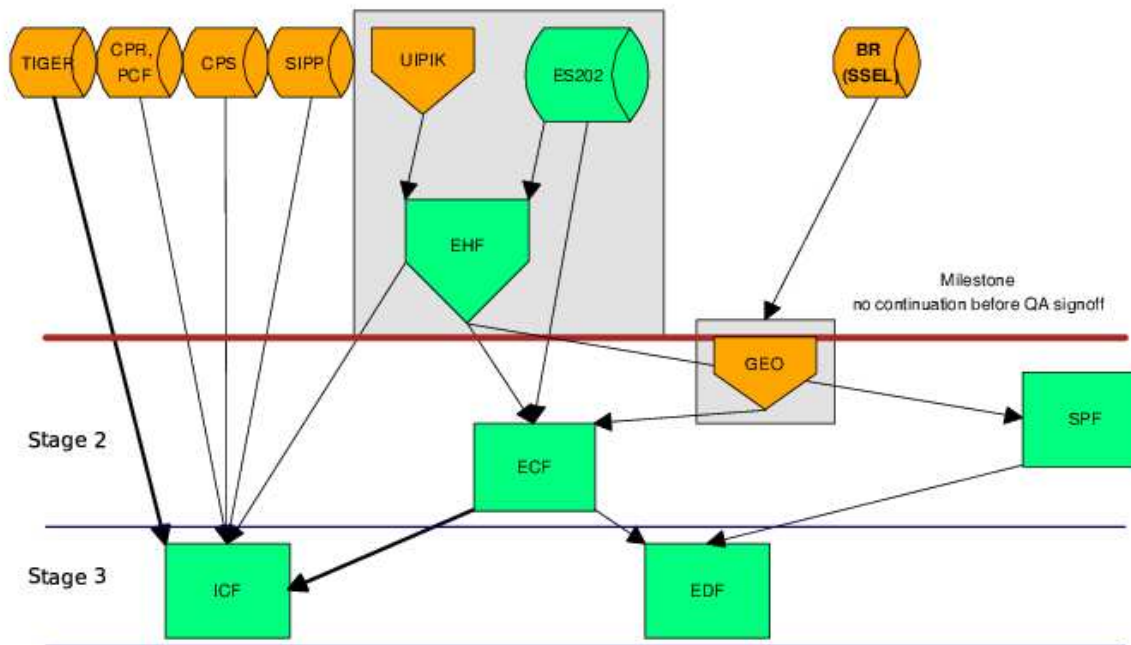 TIGER
CPR,
PCF
CPS
SIPP
UIPIK
ES202
BR
(SSEL)
EHF
Milestone
no continuation before QA signoff
GEO
Stage 2
SPF
ECF
Stage 3
ICF
EDF